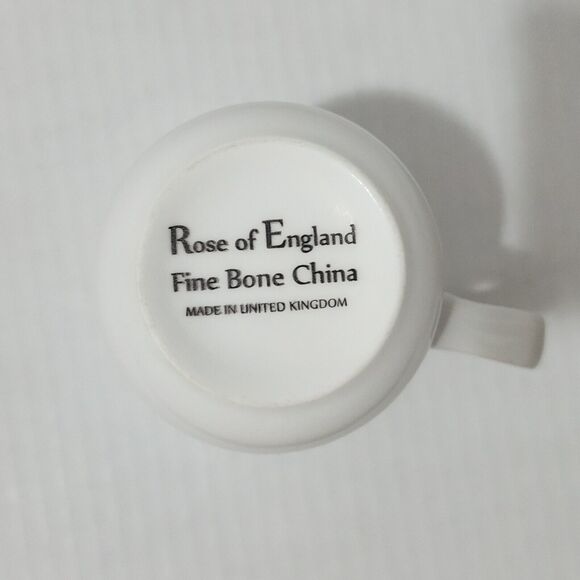 Rose of England
Fine Bone China
MADE IN UNITED KINGDOM